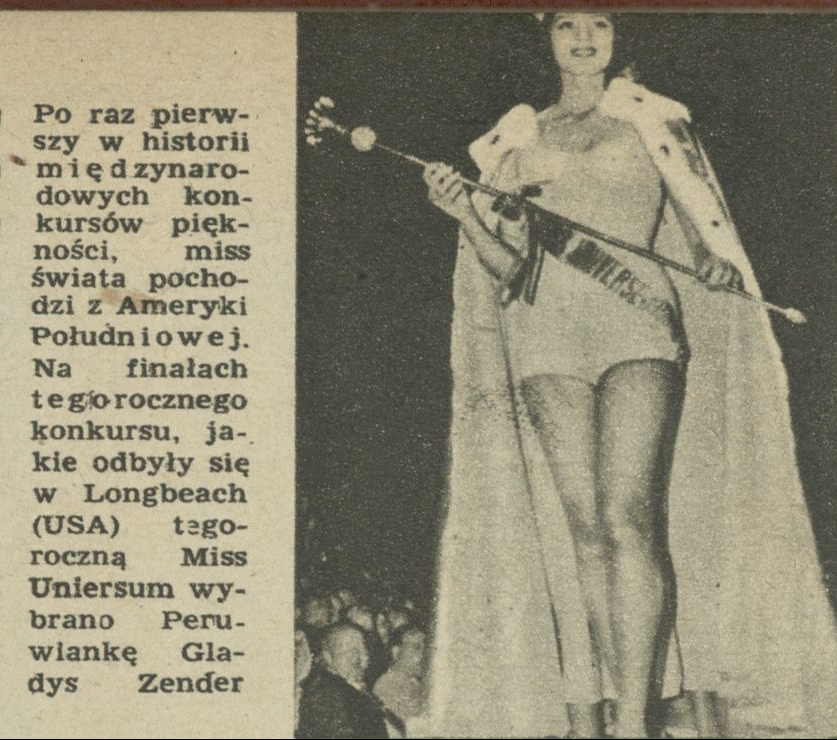 Po raz pierw-
szy w historii
międzynaro-
dowych kon-
kursów pięk-
ności, miss
świata pocho-
dzi z Ameryki
Południowej.
Na finałach
tegorocznego
konkursu, ja-
kie odbyły się
w Longbeach
(USA) tego-
roczną Miss
Uniersum wy-
brano Peru-
wiankę Gla-
dys Zender